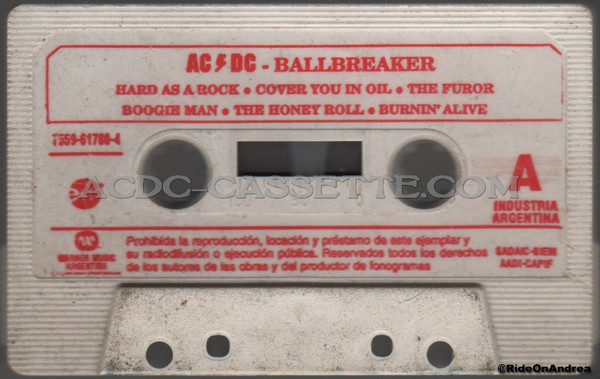 AC⚡DC - BALLBREAKER
HARD AS A ROCK • COVER YOU IN OIL • THE FUROR
BOOGIE MAN • THE HONEY ROLL • BURNIN' ALIVE
7559-61780-4
ACDC-CASSETTE.COM
A
INDUSTRIA
ARGENTINA
WARNER MUSIC
ARGENTINA
Prohibida la reproducción, locación y préstamo de este ejemplar y
su radiodifusión o ejecución pública. Reservados todos los derechos
de los autores de las obras y del productor de fonogramas
SADAIC-BIEM
AADI-CAPIF
@RideOnAndrea